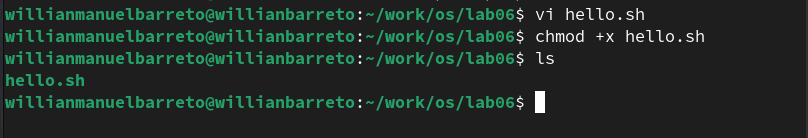 willianmanuelbarreto@willianbarreto:~/work/os/lab06$ vi hello.sh
willianmanuelbarreto@willianbarreto:~/work/os/lab06$ chmod +x hello.sh
willianmanuelbarreto@willianbarreto:~/work/os/lab06$ ls
hello.sh
willianmanuelbarreto@willianbarreto:~/work/os/lab06$